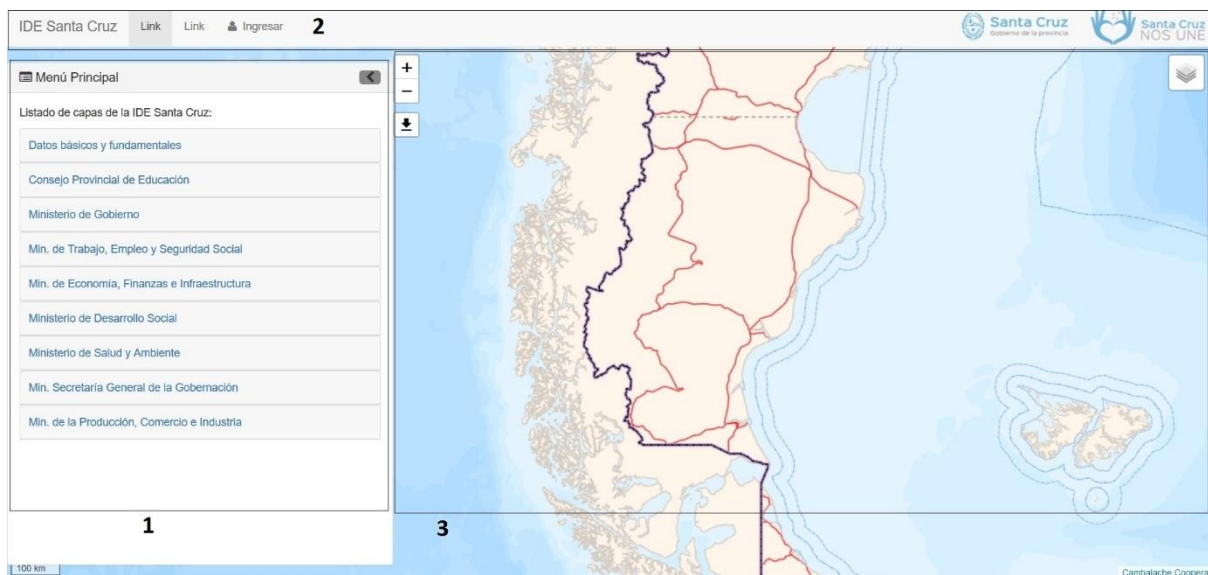 IDE Santa Cruz Link Link Ingresar 2
Santa Cruz
Gobierno de la provincia
Santa Cruz
NOS UNE
Menú Principal
Listado de capas de la IDE Santa Cruz:
Datos básicos y fundamentales
Consejo Provincial de Educación
Ministerio de Gobierno
Min. de Trabajo, Empleo y Seguridad Social
Min. de Economía, Finanzas e Infraestructura
Ministerio de Desarrollo Social
Ministerio de Salud y Ambiente
Min. Secretaría General de la Gobernación
Min. de la Producción, Comercio e Industria
+
−
1
3
100 km
Cambalache Coopera